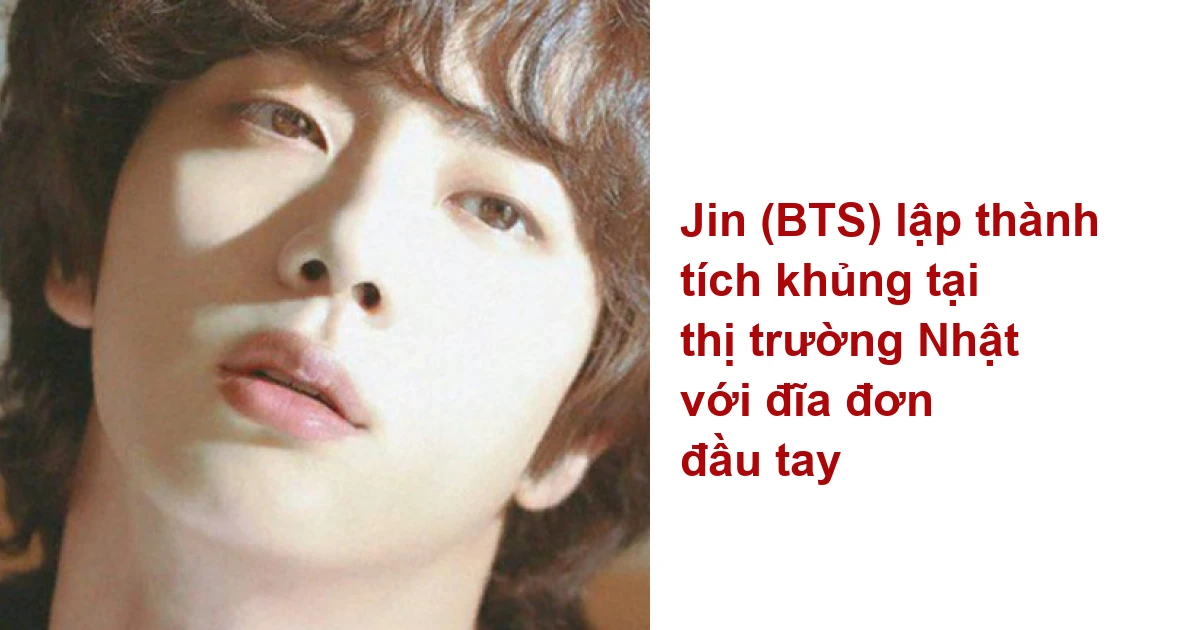 Jin (BTS) lập thành
tích khủng tại
thị trường Nhật
với đĩa đơn
đầu tay